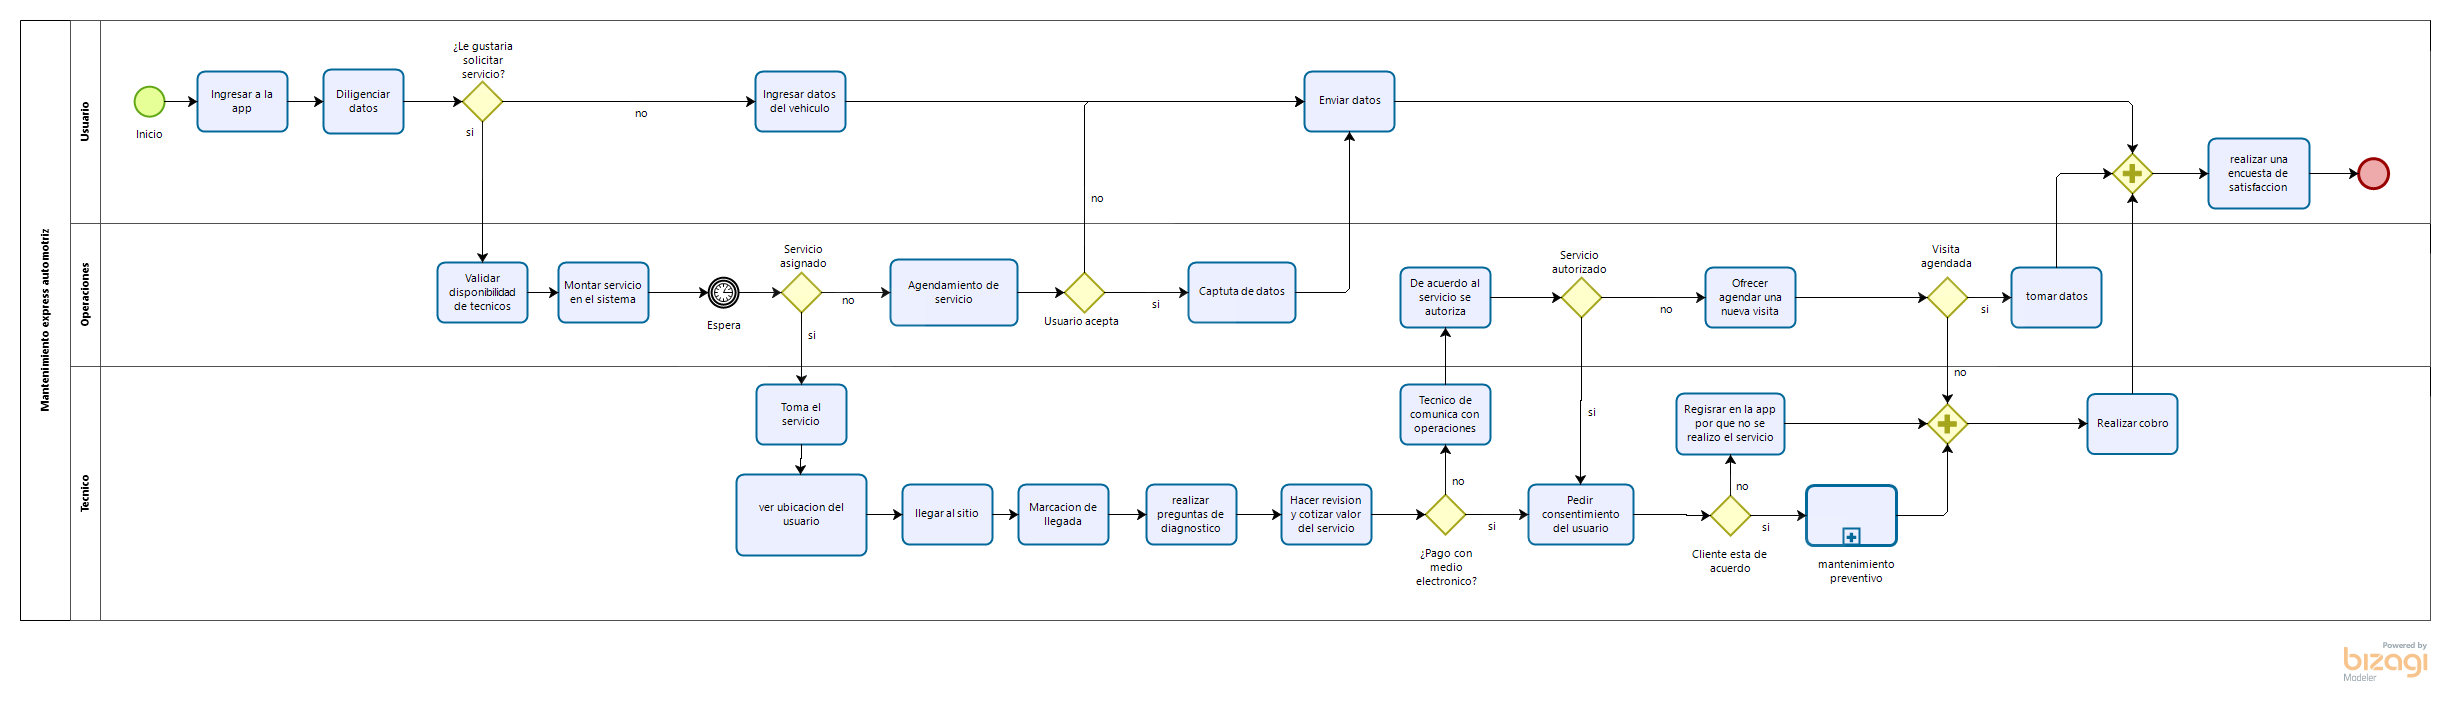 Mantenimiento express automotriz
Usuario
Inicio
Ingresar a la
app
Diligenciar
datos
¿Le gustaria
solicitar
servicio?
si
no
Ingresar datos
del vehiculo
no
Enviar datos
realizar una
encuesta de
satisfaccion
Operaciones
Validar
disponibilidad
de tecnicos
Montar servicio
en el sistema
Espera
Servicio
asignado
no
si
Agendamiento de
servicio
Usuario acepta
si
Captuta de datos
De acuerdo al
servicio se
autoriza
Servicio
autorizado
no
si
Ofrecer
agendar una
nueva visita
Visita
agendada
si
no
tomar datos
Tecnico
Toma el
servicio
ver ubicacion del
usuario
llegar al sitio
Marcacion de
llegada
realizar
preguntas de
diagnostico
Hacer revision
y cotizar valor
del servicio
¿Pago con
medio
electronico?
no
si
Tecnico de
comunica con
operaciones
Pedir
consentimiento
del usuario
Cliente esta de
acuerdo
no
si
Regisrar en la app
por que no se
realizo el servicio
mantenimiento
preventivo
Realizar cobro
Powered by
bizagi
Modeler